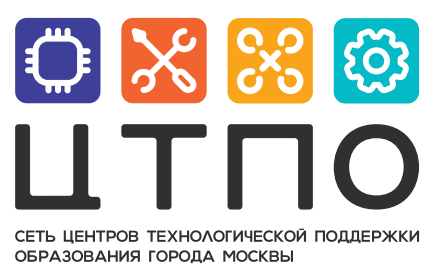 ЦТПО
СЕТЬ ЦЕНТРОВ ТЕХНОЛОГИЧЕСКОЙ ПОДДЕРЖКИ
ОБРАЗОВАНИЯ ГОРОДА МОСКВЫ